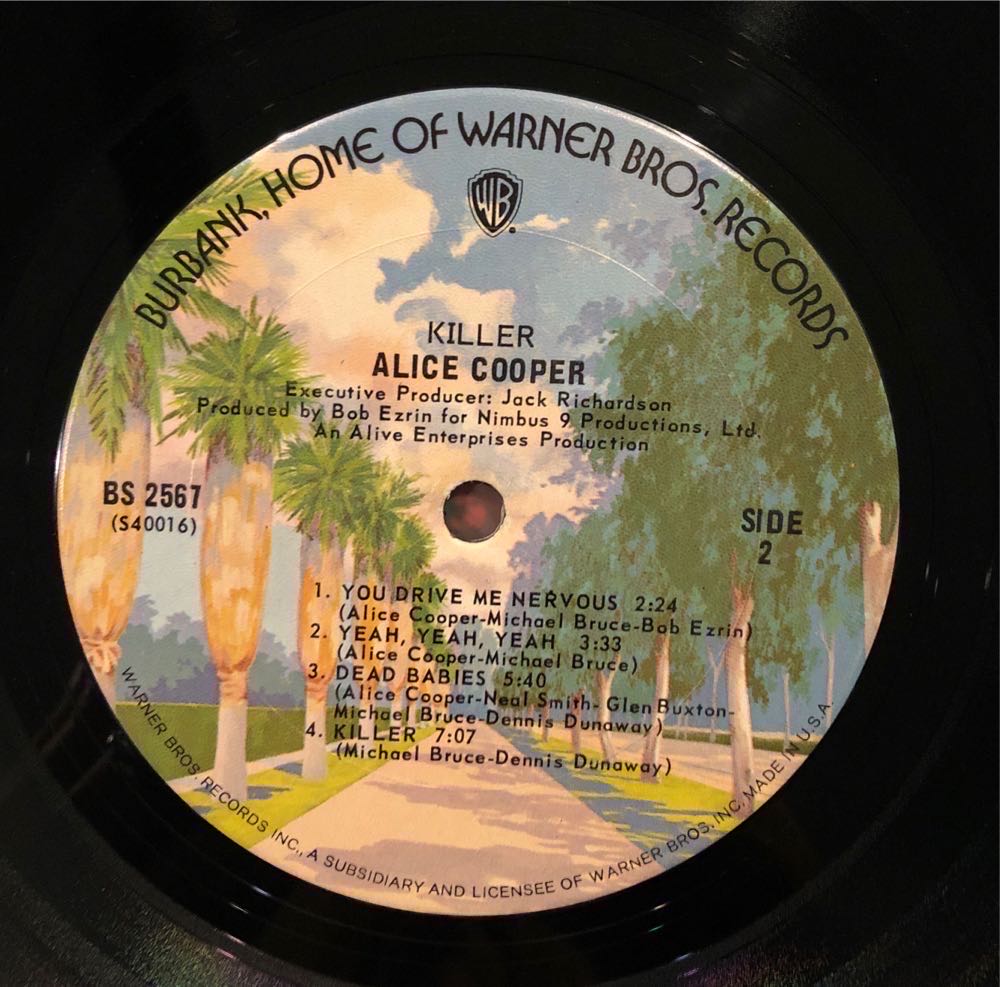 BURBANK, HOME OF WARNER BROS. RECORDS
WB
KILLER
ALICE COOPER
Executive Producer: Jack Richardson
Produced by Bob Ezrin for Nimbus 9 Productions, Ltd.
An Alive Enterprises Production
BS 2567
(S40016)
SIDE
2
1. YOU DRIVE ME NERVOUS 2:24
(Alice Cooper-Michael Bruce-Bob Ezrin)
2. YEAH, YEAH, YEAH 3:33
(Alice Cooper-Michael Bruce)
3. DEAD BABIES 5:40
(Alice Cooper-Neal Smith-Glen Buxton-
Michael Bruce-Dennis Dunaway)
4. KILLER 7:07
(Michael Bruce-Dennis Dunaway)
WARNER BROS. RECORDS INC., A SUBSIDIARY AND LICENSEE OF WARNER BROS. INC. MADE IN U.S.A.